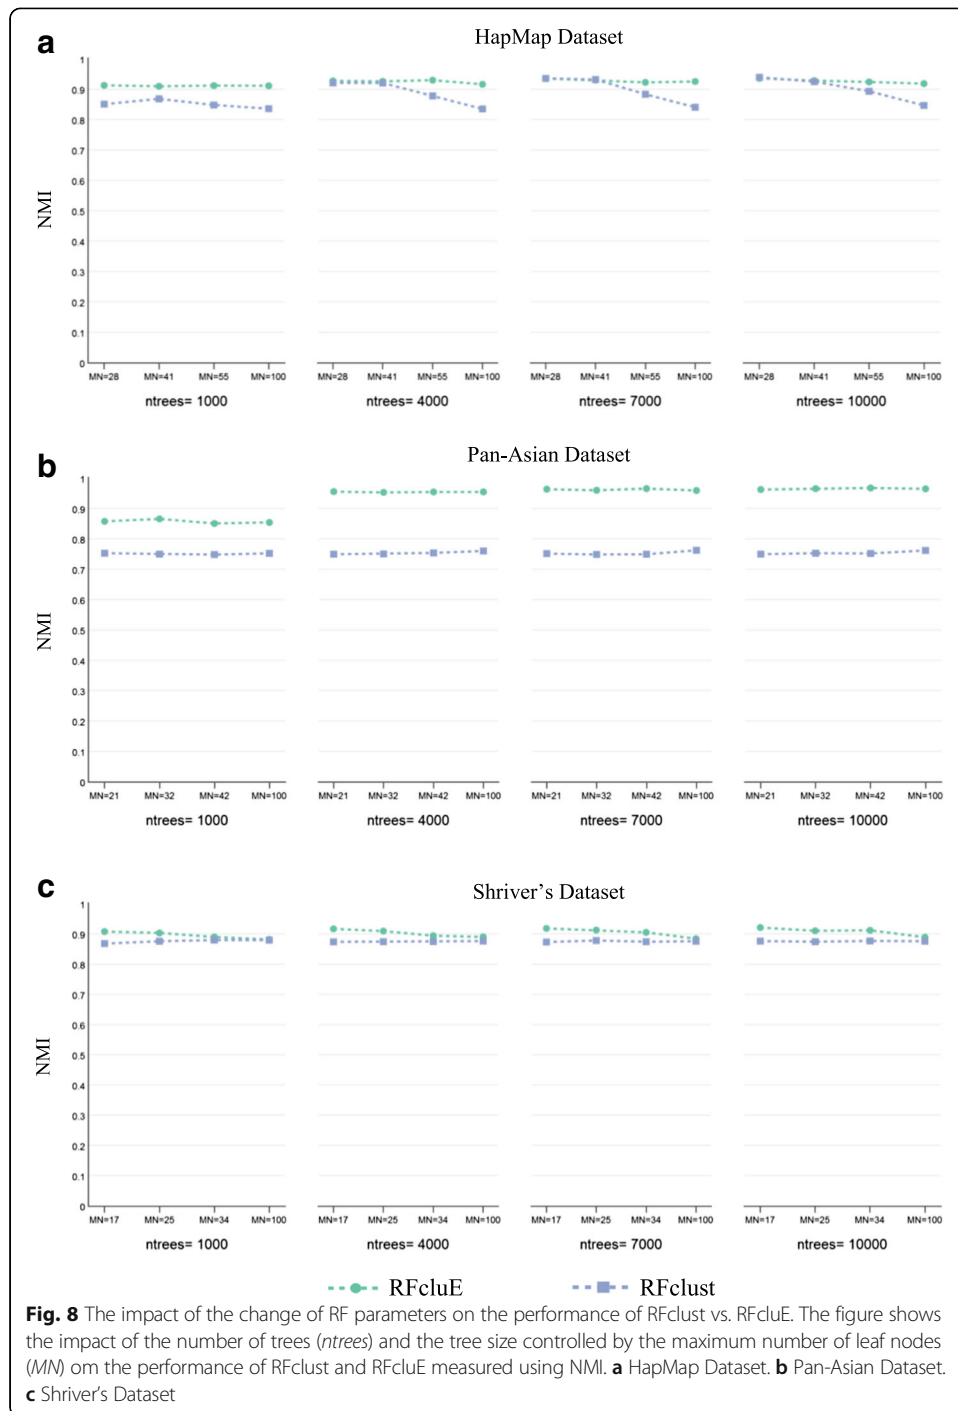 a
HapMap Dataset
1
0.9
0.8
0.7
0.6
0.5
0.4
0.3
0.2
0.1
0
NMI
MN=28 MN=41 MN=55 MN=100 MN=28 MN=41 MN=55 MN=100 MN=28 MN=41 MN=55 MN=100 MN=28 MN=41 MN=55 MN=100
ntrees= 1000 ntrees= 4000 ntrees= 7000 ntrees= 10000
b
Pan-Asian Dataset
1
0.9
0.8
0.7
0.6
0.5
0.4
0.3
0.2
0.1
0
NMI
MN=21 MN=32 MN=42 MN=100 MN=21 MN=32 MN=42 MN=100 MN=21 MN=32 MN=42 MN=100 MN=21 MN=32 MN=42 MN=100
ntrees= 1000 ntrees= 4000 ntrees= 7000 ntrees= 10000
c
Shriver's Dataset
1
0.9
0.8
0.7
0.6
0.5
0.4
0.3
0.2
0.1
0
NMI
MN=17 MN=25 MN=34 MN=100 MN=17 MN=25 MN=34 MN=100 MN=17 MN=25 MN=34 MN=100 MN=17 MN=25 MN=34 MN=100
ntrees= 1000 ntrees= 4000 ntrees= 7000 ntrees= 10000
RFcluE RFclust
Fig. 8 The impact of the change of RF parameters on the performance of RFclust vs. RFcluE. The figure shows
the impact of the number of trees (ntrees) and the tree size controlled by the maximum number of leaf nodes
(MN) om the performance of RFclust and RFcluE measured using NMI. a HapMap Dataset. b Pan-Asian Dataset.
c Shriver's Dataset